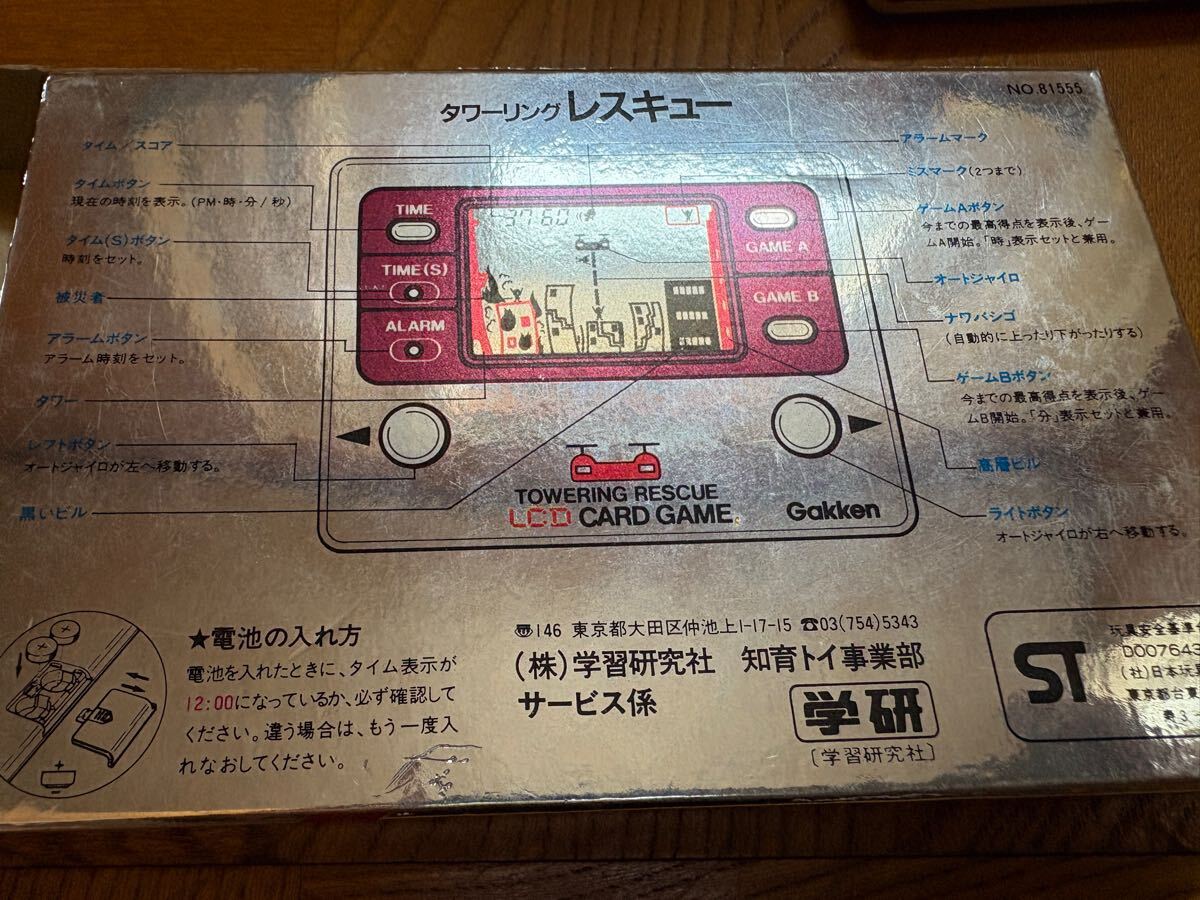 NO.81555
タワーリングレスキュー
タイム/スコア
タイムボタン
現在の時刻を表示。(PM・時・分/秒)
タイム(S)ボタン
時刻をセット。
被災者
アラームボタン
アラーム時刻をセット。
タワー
レフトボタン
オートジャイロが左へ移動する。
黒いビル
TIME
TIME(S)
ALARM
37 60
GAME A
GAME B
TOWERING RESCUE
LCD CARD GAME
Gakken
アラームマーク
ミスマーク(2つまで)
ゲームAボタン
今までの最高得点を表示後、ゲー
ムA開始。「時」表示セットと兼用。
オートジャイロ
ナワバシゴ
(自動的に上ったり下がったりする)
ゲームBボタン
今までの最高得点を表示後、ゲー
ムB開始。「分」表示セットと兼用。
高層ビル
ライトボタン
オートジャイロが右へ移動する。
★電池の入れ方
電池を入れたときに、タイム表示が
12:00になっているか、必ず確認して
ください。違う場合は、もう一度入
れなおしてください。
〠146 東京都大田区仲池上1-17-15 ☎03(754)5343
(株)学習研究社 知育トイ事業部
サービス係
学研
[学習研究社]
ST
玩具安全基準
DOO7643
(社)日本玩
東京都台東